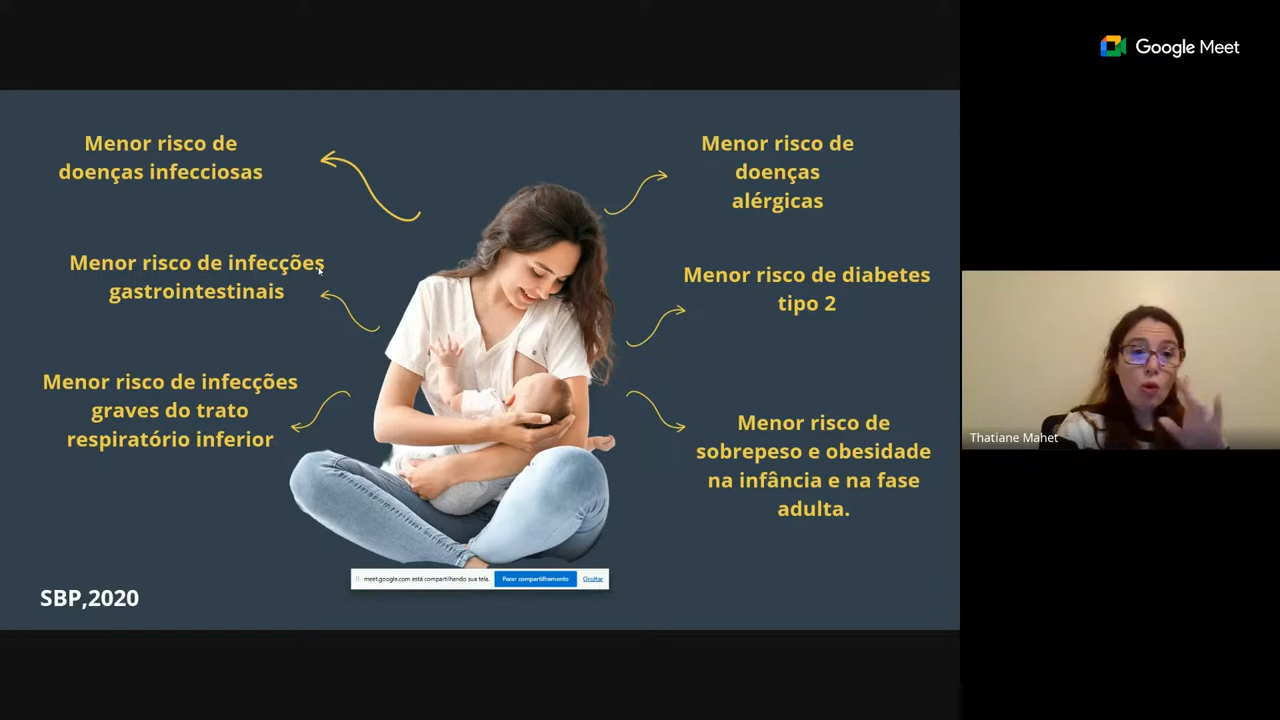 Google Meet
Menor risco de
doenças infecciosas
Menor risco de infecções
gastrointestinais
Menor risco de infecções
graves do trato
respiratório inferior
Menor risco de
doenças
alérgicas
Menor risco de diabetes
tipo 2
Menor risco de
sobrepeso e obesidade
na infância e na fase
adulta.
meet.google.com está compartilhando sua tela.
Parar compartilhamento
Ocultar
SBP,2020
Thatiane Mahet